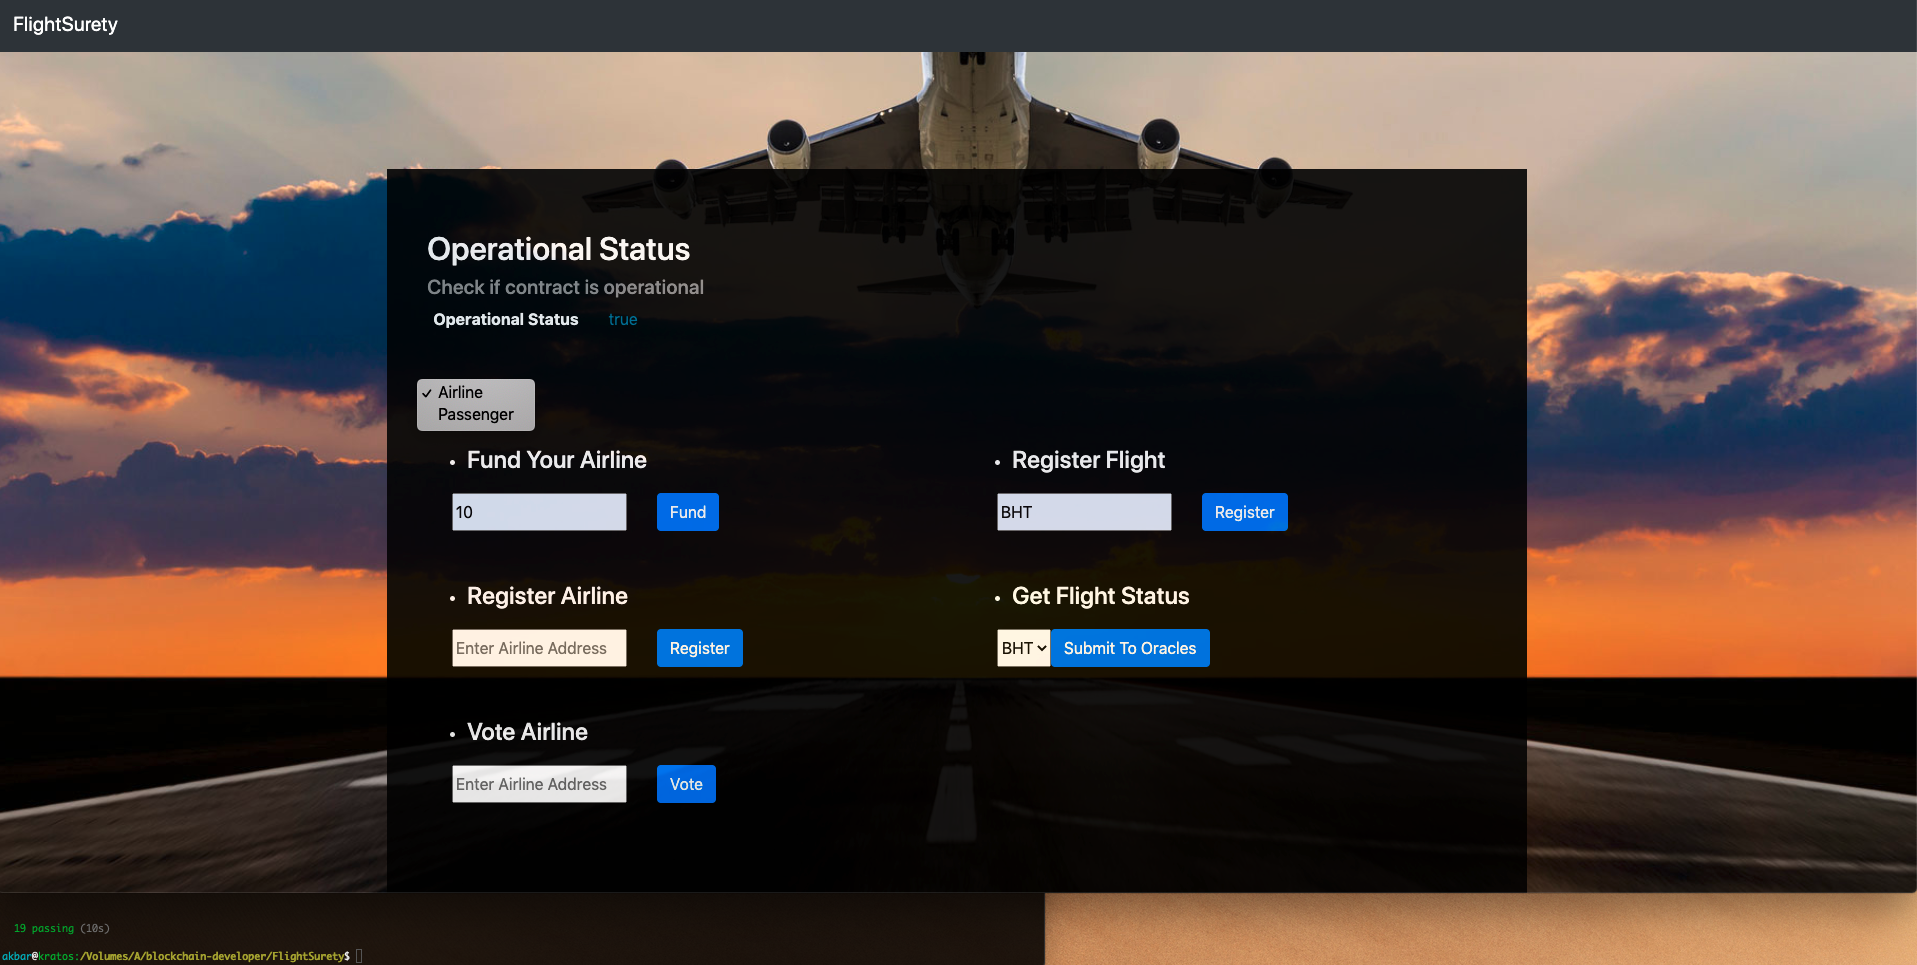 FlightSurety
Operational Status
Check if contract is operational
Operational Status true
✓ Airline
Passenger
• Fund Your Airline
10 Fund
• Register Airline
Enter Airline Address Register
• Vote Airline
Enter Airline Address Vote
• Register Flight
BHT Register
• Get Flight Status
BHT Submit To Oracles
19 passing (10s)
akbar@kratos:/Volumes/A/blockchain-developer/FlightSurety$